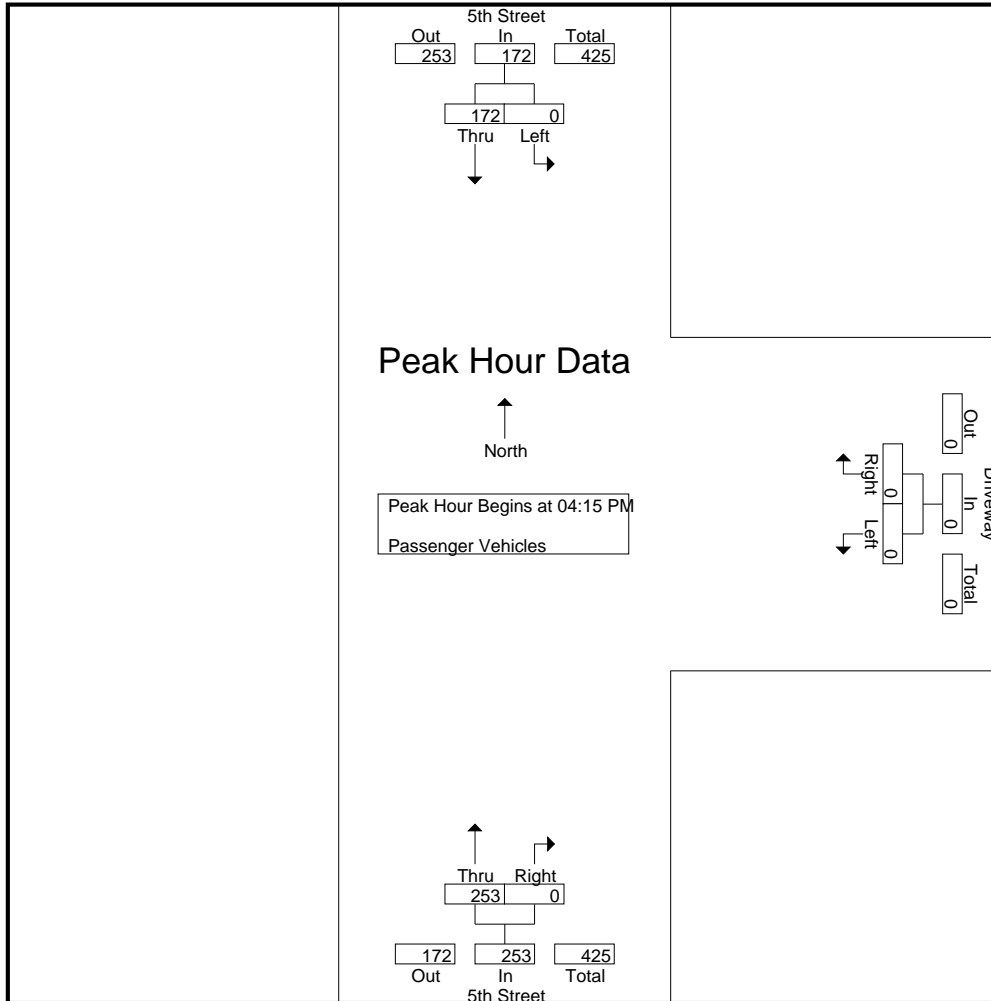 5th Street
Out In Total
253 172 425
172 0
Thru Left
Peak Hour Data
North
Peak Hour Begins at 04:15 PM
Passenger Vehicles
Driveway
Out In Total
0 0 0
Right Left
0 0
Thru Right
253 0
172 253 425
Out In Total
5th Street